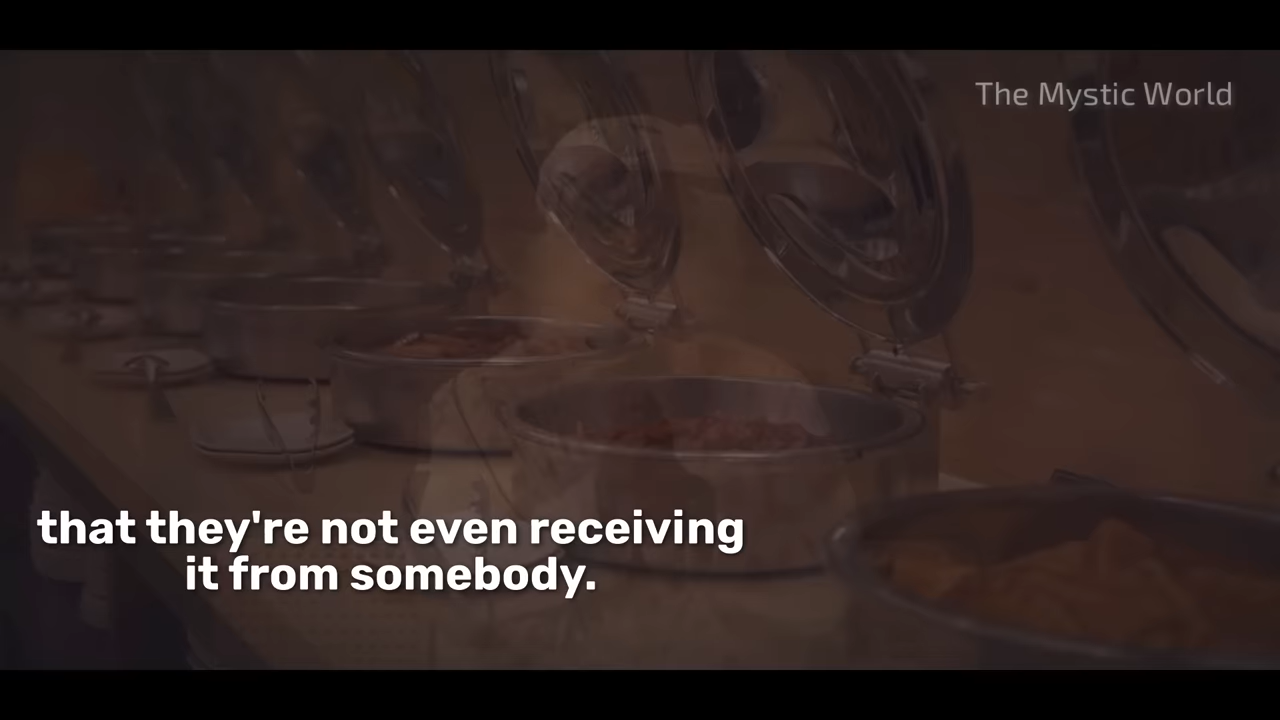 The Mystic World
that they're not even receiving
it from somebody.